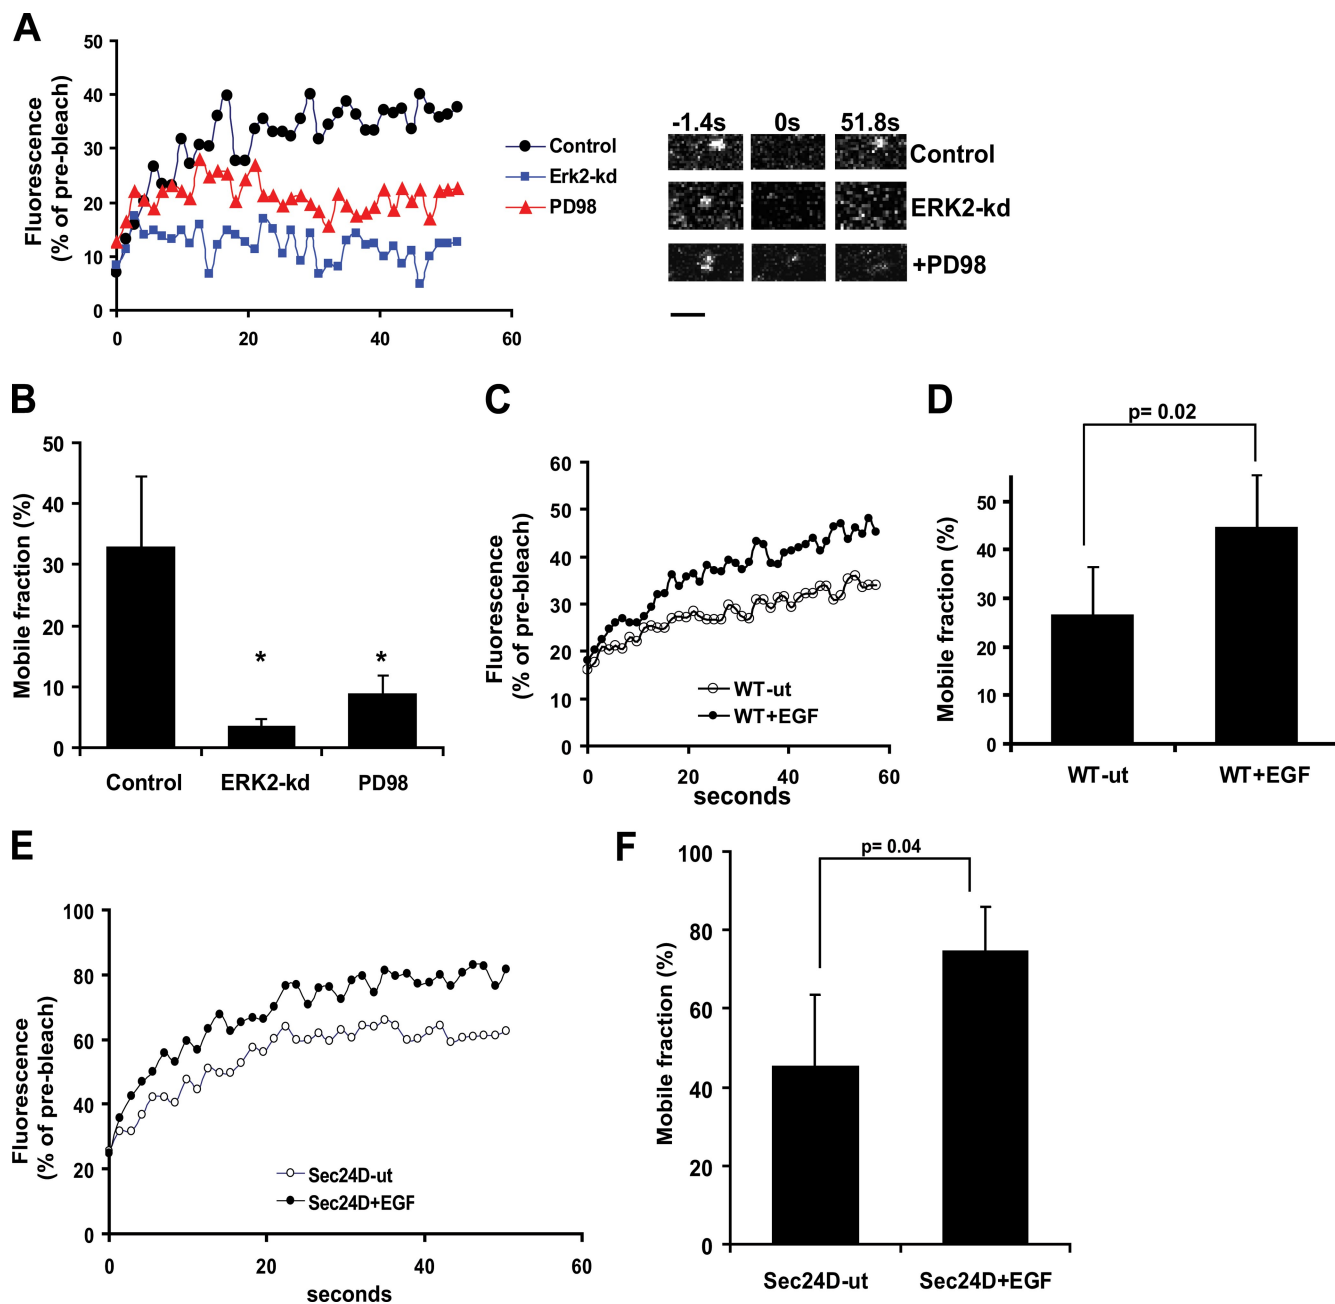 A
Fluorescence
(% of pre-bleach)
50
40
30
20
10
0
0 20 40 60
Control
Erk2-kd
PD98
-1.4s 0s 51.8s
Control
ERK2-kd
+PD98
B
Mobile fraction (%)
50
40
30
20
10
0
* *
Control ERK2-kd PD98
C
Fluorescence
(% of pre-bleach)
60
50
40
30
20
10
0
WT-ut
WT+EGF
0 20 40 60
seconds
D
p= 0.02
Mobile fraction (%)
50
40
30
20
10
0
WT-ut WT+EGF
E
Fluorescence
(% of pre-bleach)
100
80
60
40
20
0
Sec24D-ut
Sec24D+EGF
0 20 40 60
seconds
F
p= 0.04
Mobile fraction (%)
100
80
60
40
20
0
Sec24D-ut Sec24D+EGF